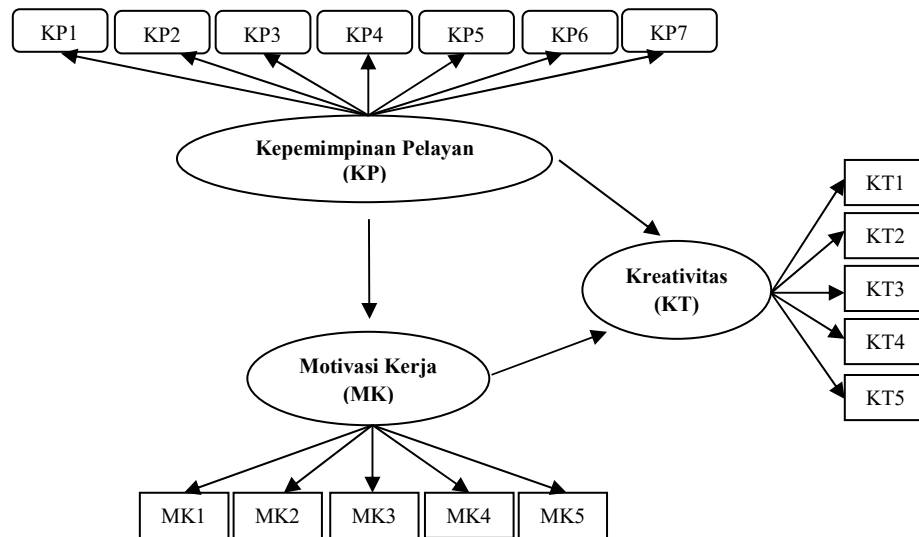 KP1
KP2
KP3
KP4
KP5
KP6
KP7
Kepemimpinan Pelayan
(KP)
KT1
KT2
Kreativitas
(KT)
KT3
KT4
KT5
Motivasi Kerja
(MK)
MK1
MK2
MK3
MK4
MK5